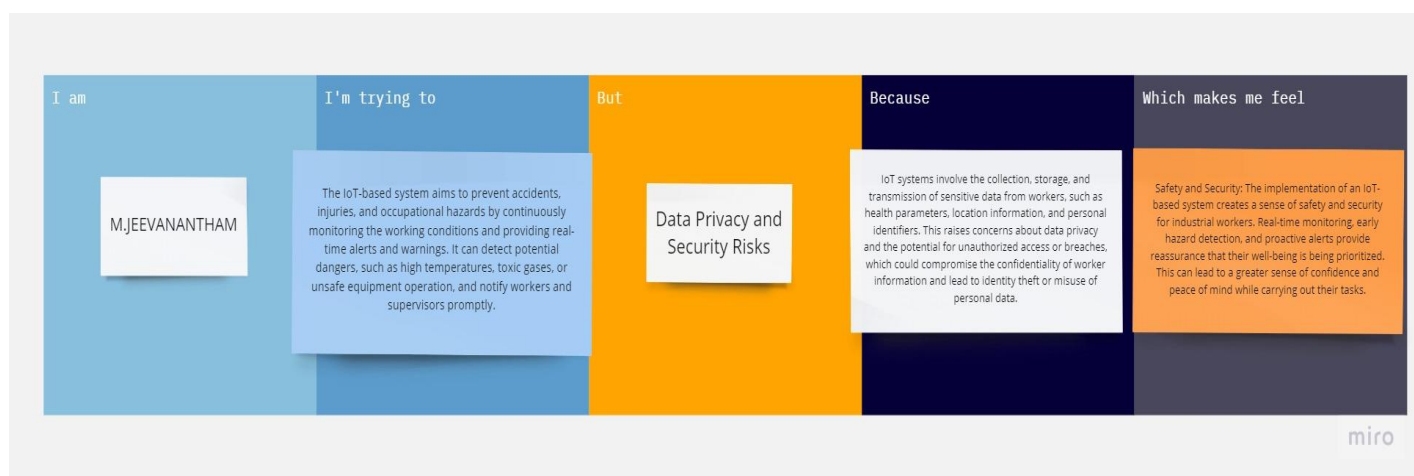 I am
M.JEEVANANTHAM
I'm trying to
The IoT-based system aims to prevent accidents,
injuries, and occupational hazards by continuously
monitoring the working conditions and providing real-
time alerts and warnings. It can detect potential
dangers, such as high temperatures, toxic gases, or
unsafe equipment operation, and notify workers and
supervisors promptly.
But
Data Privacy and
Security Risks
Because
IoT systems involve the collection, storage, and
transmission of sensitive data from workers, such as
health parameters, location information, and personal
identifiers. This raises concerns about data privacy
and the potential for unauthorized access or breaches,
which could compromise the confidentiality of worker
information and lead to identity theft or misuse of
personal data.
Which makes me feel
Safety and Security: The implementation of an IoT-
based system creates a sense of safety and security
for industrial workers. Real-time monitoring, early
hazard detection, and proactive alerts provide
reassurance that their well-being is being prioritized.
This can lead to a greater sense of confidence and
peace of mind while carrying out their tasks.
miro